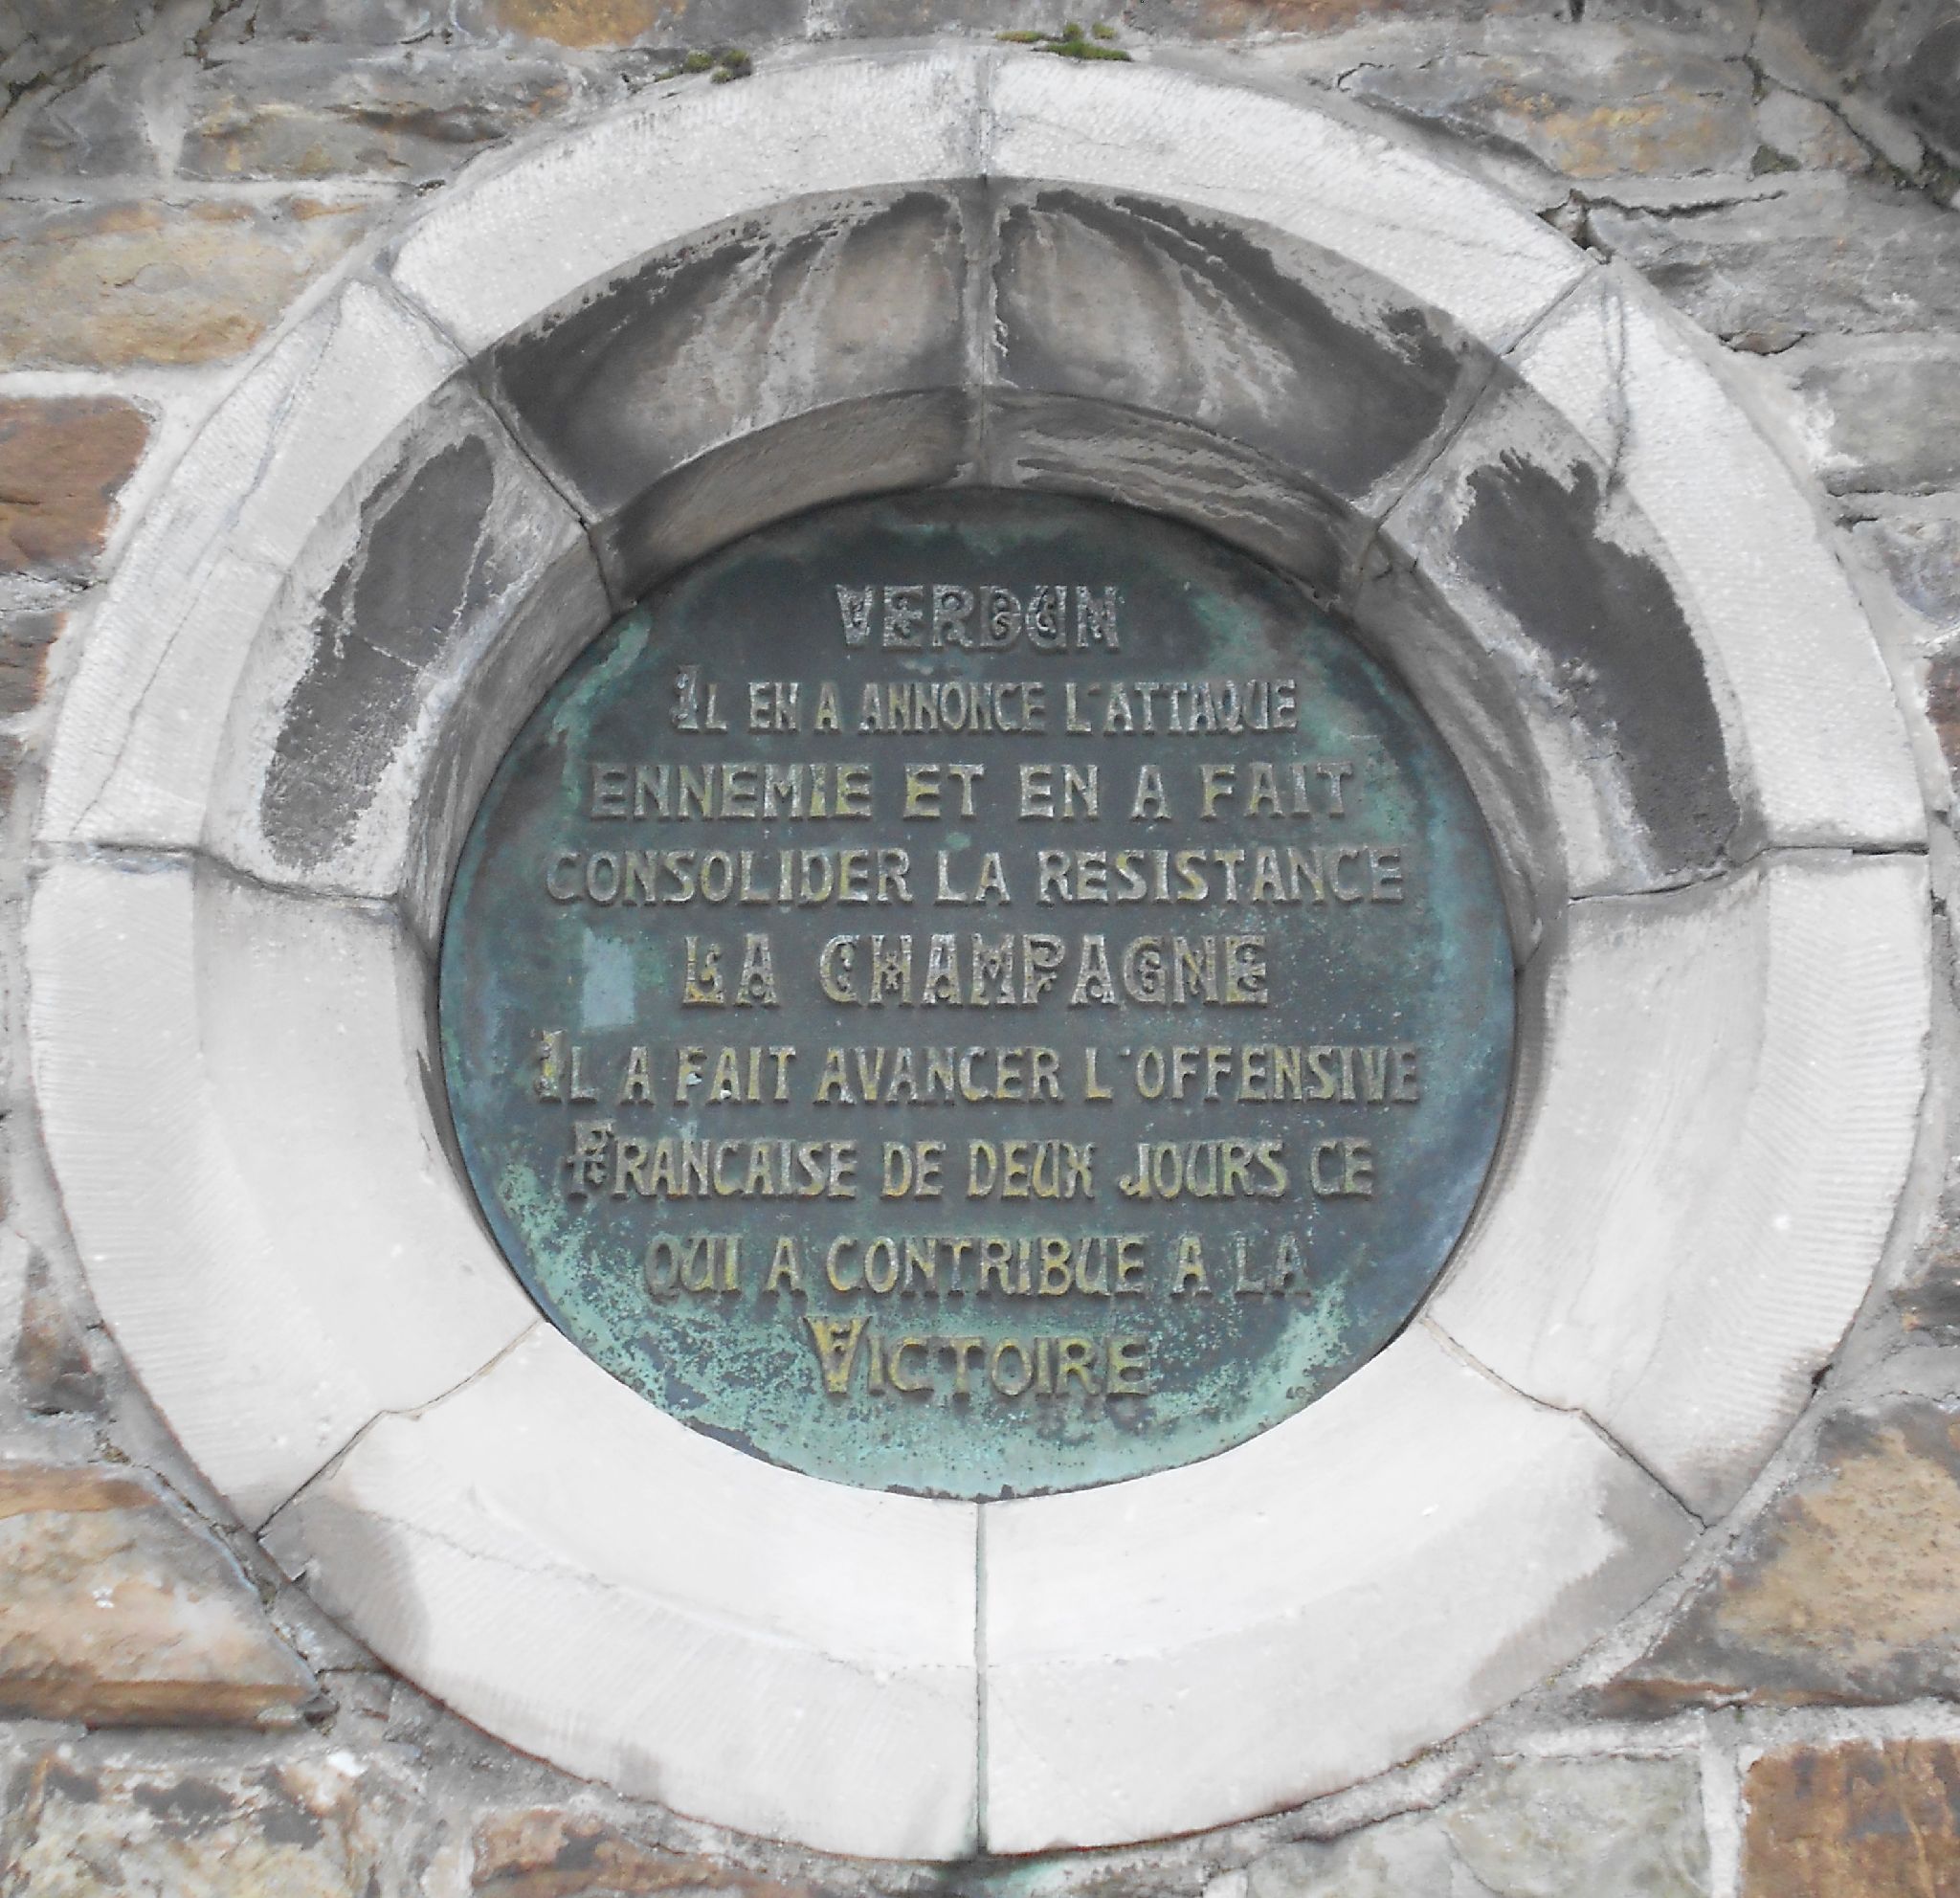 VERDUN
IL EN A ANNONCE L'ATTAQUE
ENNEMIE ET EN A FAIT
CONSOLIDER LA RESISTANCE
LA CHAMPAGNE
IL A FAIT AVANCER L'OFFENSIVE
FRANCAISE DE DEUX JOURS CE
QUI A CONTRIBUE A LA
VICTOIRE